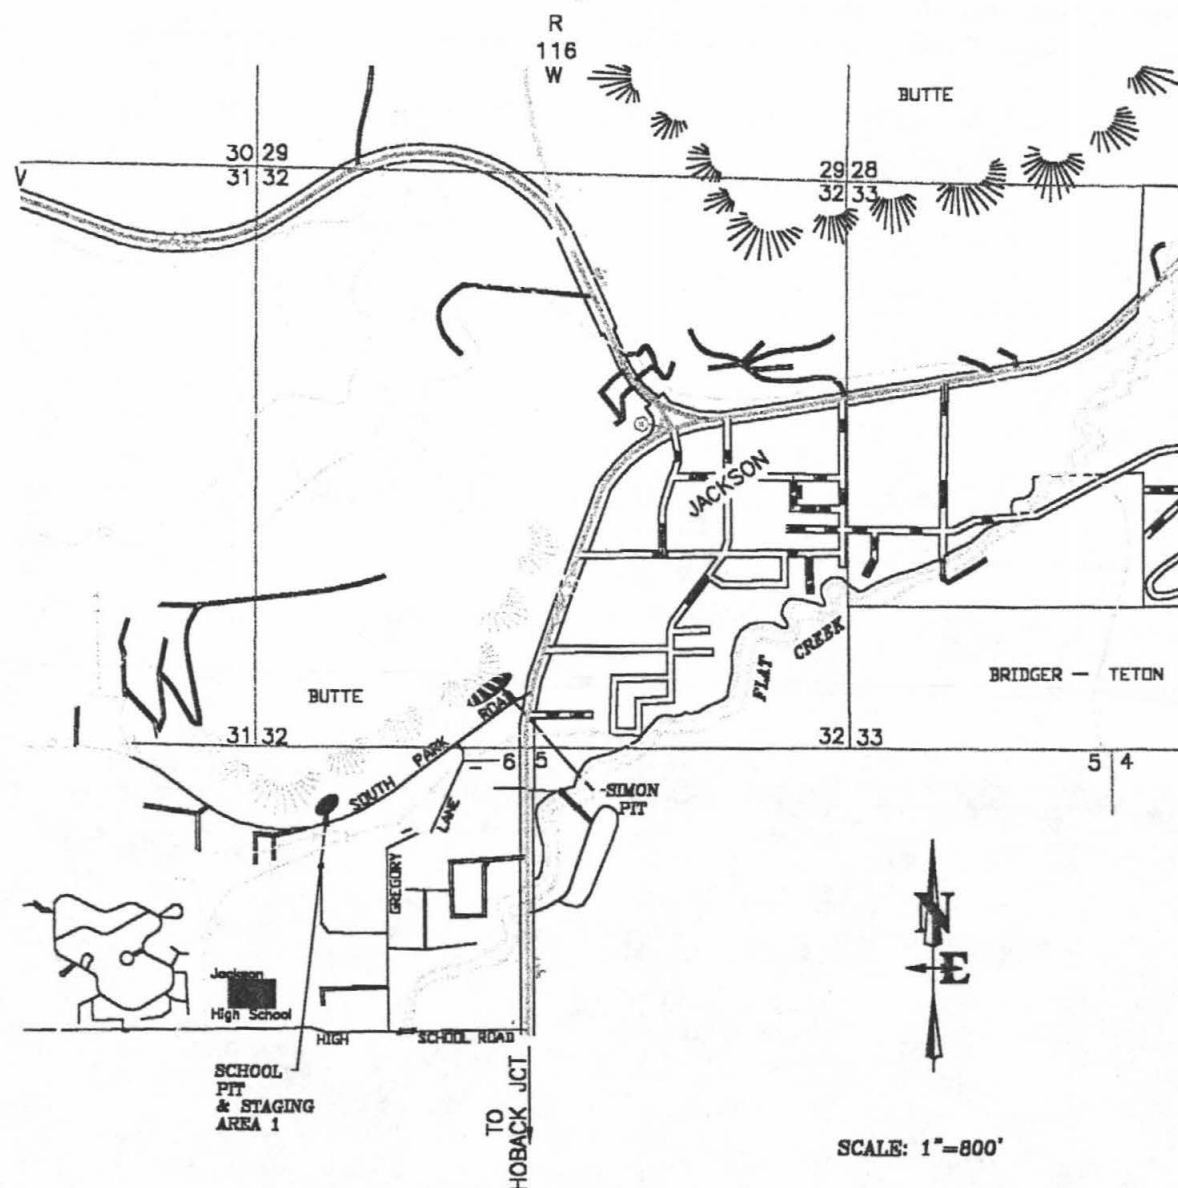 R
116
W
BUTTE
30 29
31 32
29 28
32 33
V
JACKSON
FLAT CREEK
BRIDGER — TETON
BUTTE
31 32
32 33
6 5
5 4
SOUTH PARK ROAD
SIMON
PIT
GREGORY LANE
N
E
Jackson
High School
HIGH SCHOOL ROAD
SCHOOL
PIT
& STAGING
AREA 1
TO
HOBACK JCT
SCALE: 1"=800'